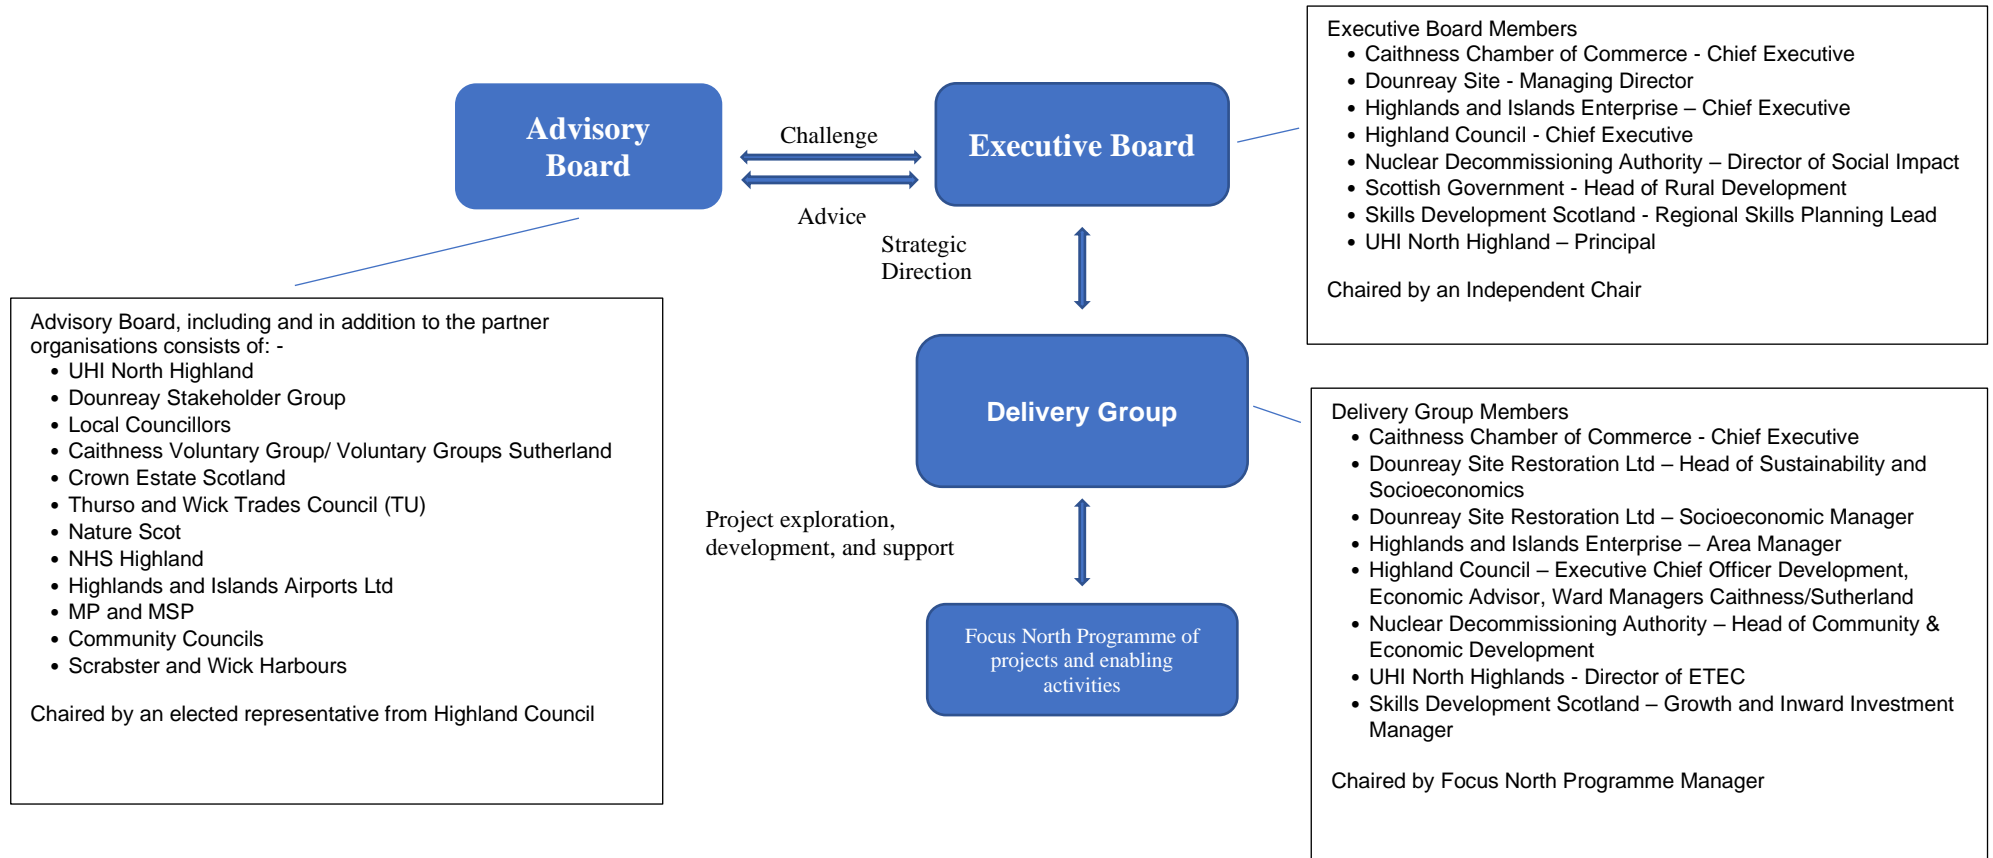 Advisory
Board
Challenge
Advice
Executive Board
Strategic
Direction
Delivery Group
Project exploration,
development, and support
Focus North Programme of
projects and enabling
activities
Executive Board Members
• Caithness Chamber of Commerce - Chief Executive
• Dounreay Site - Managing Director
• Highlands and Islands Enterprise – Chief Executive
• Highland Council - Chief Executive
• Nuclear Decommissioning Authority – Director of Social Impact
• Scottish Government - Head of Rural Development
• Skills Development Scotland - Regional Skills Planning Lead
• UHI North Highland – Principal
Chaired by an Independent Chair
Advisory Board, including and in addition to the partner
organisations consists of: -
• UHI North Highland
• Dounreay Stakeholder Group
• Local Councillors
• Caithness Voluntary Group/ Voluntary Groups Sutherland
• Crown Estate Scotland
• Thurso and Wick Trades Council (TU)
• Nature Scot
• NHS Highland
• Highlands and Islands Airports Ltd
• MP and MSP
• Community Councils
• Scrabster and Wick Harbours
Chaired by an elected representative from Highland Council
Delivery Group Members
• Caithness Chamber of Commerce - Chief Executive
• Dounreay Site Restoration Ltd – Head of Sustainability and
Socioeconomics
• Dounreay Site Restoration Ltd – Socioeconomic Manager
• Highlands and Islands Enterprise – Area Manager
• Highland Council – Executive Chief Officer Development,
Economic Advisor, Ward Managers Caithness/Sutherland
• Nuclear Decommissioning Authority – Head of Community &
Economic Development
• UHI North Highlands - Director of ETEC
• Skills Development Scotland – Growth and Inward Investment
Manager
Chaired by Focus North Programme Manager